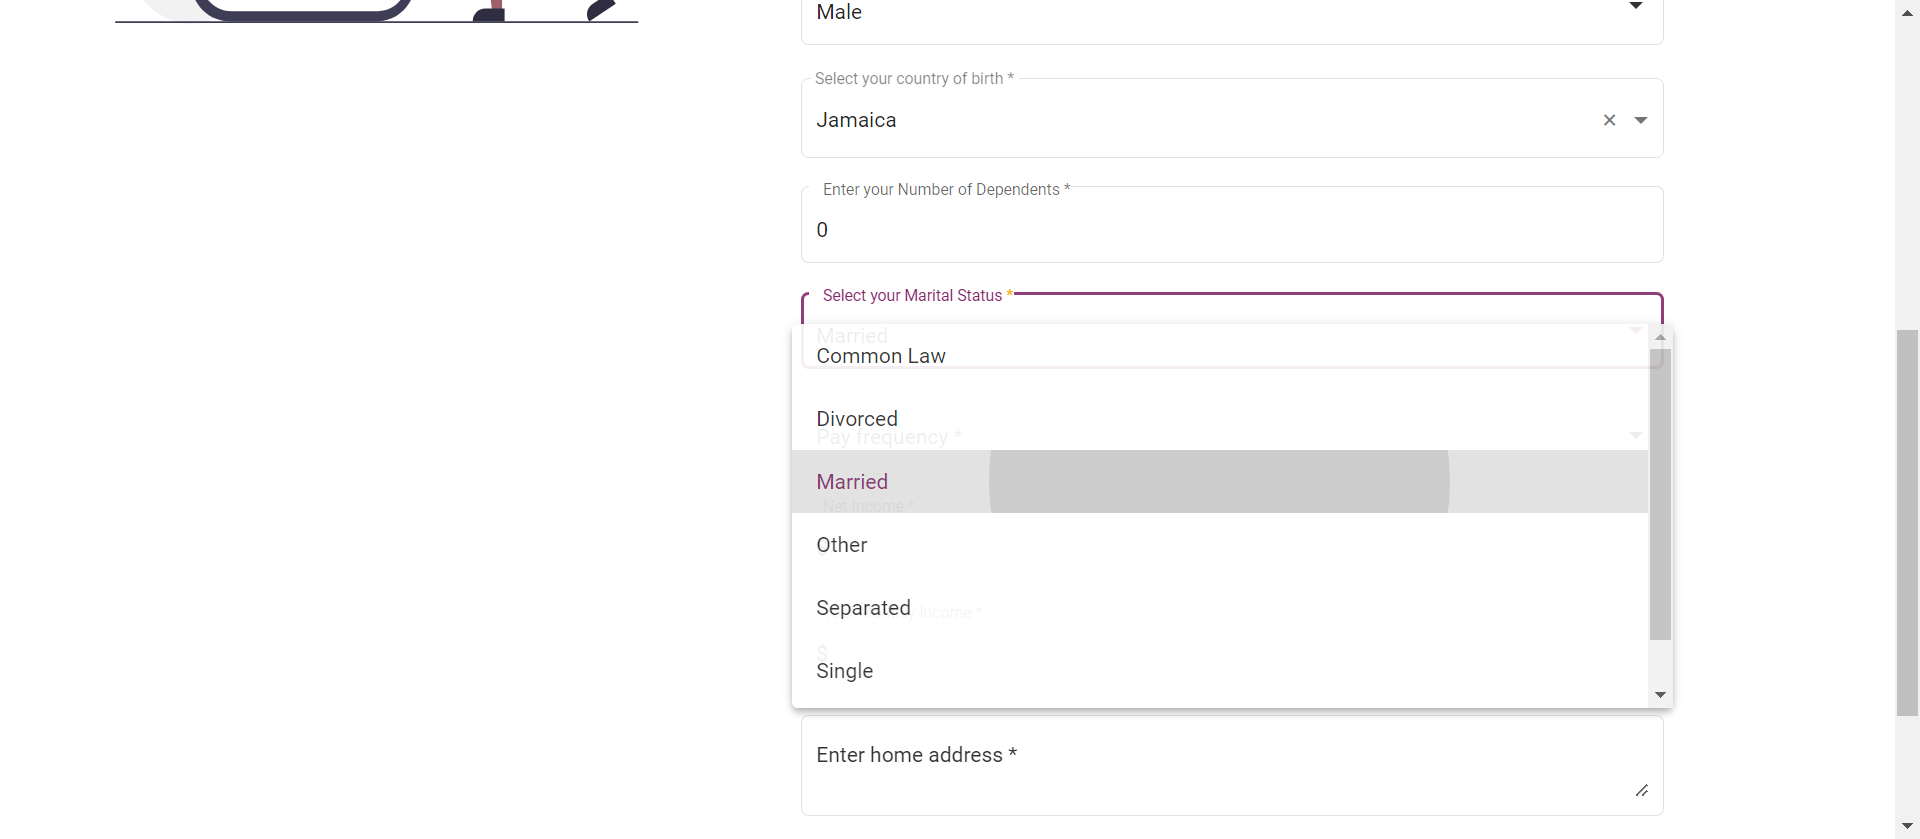 Male
Select your country of birth *
Jamaica
Enter your Number of Dependents *
0
Select your Marital Status *
Married
Common Law
Divorced
Pay frequency *
Married
Net Income *
Other
Separated
Income *
$
Single
Enter home address *